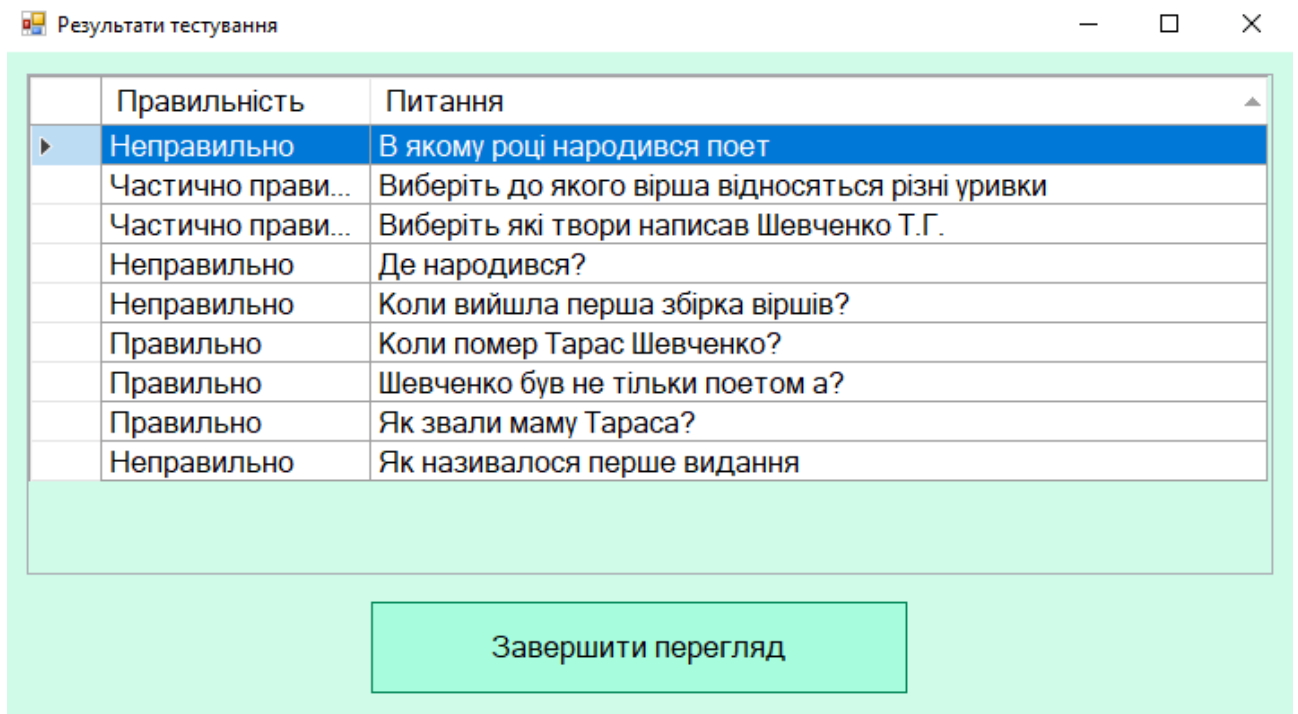 Результати тестування
Правильність Питання
Неправильно В якому році народився поет
Частично прави... Виберіть до якого вірша відносяться різні уривки
Частично прави... Виберіть які твори написав Шевченко Т.Г.
Неправильно Де народився?
Неправильно Коли вийшла перша збірка віршів?
Правильно Коли помер Тарас Шевченко?
Правильно Шевченко був не тільки поетом а?
Правильно Як звали маму Тараса?
Неправильно Як називалося перше видання
Завершити перегляд